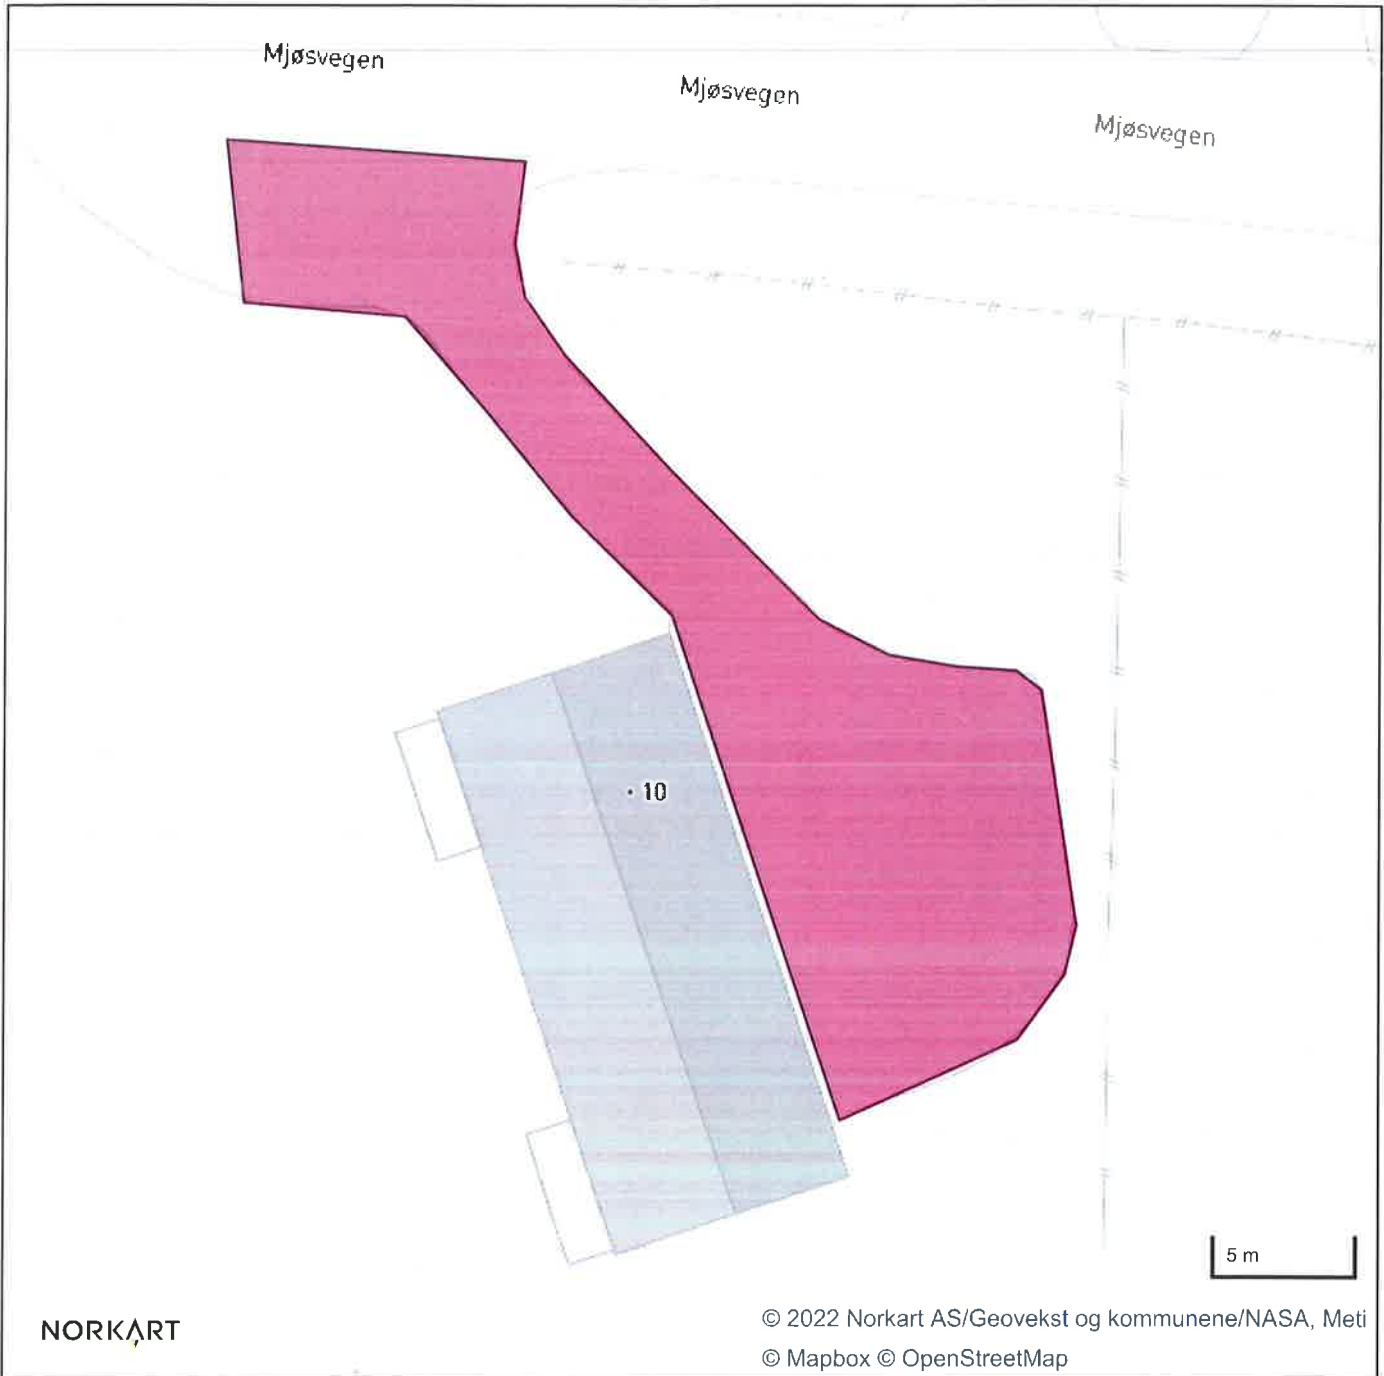 Mjøsvegen
Mjøsvegen
Mjøsvegen
10
5 m
NORKART
© 2022 Norkart AS/Geovekst og kommunene/NASA, Meti
© Mapbox © OpenStreetMap